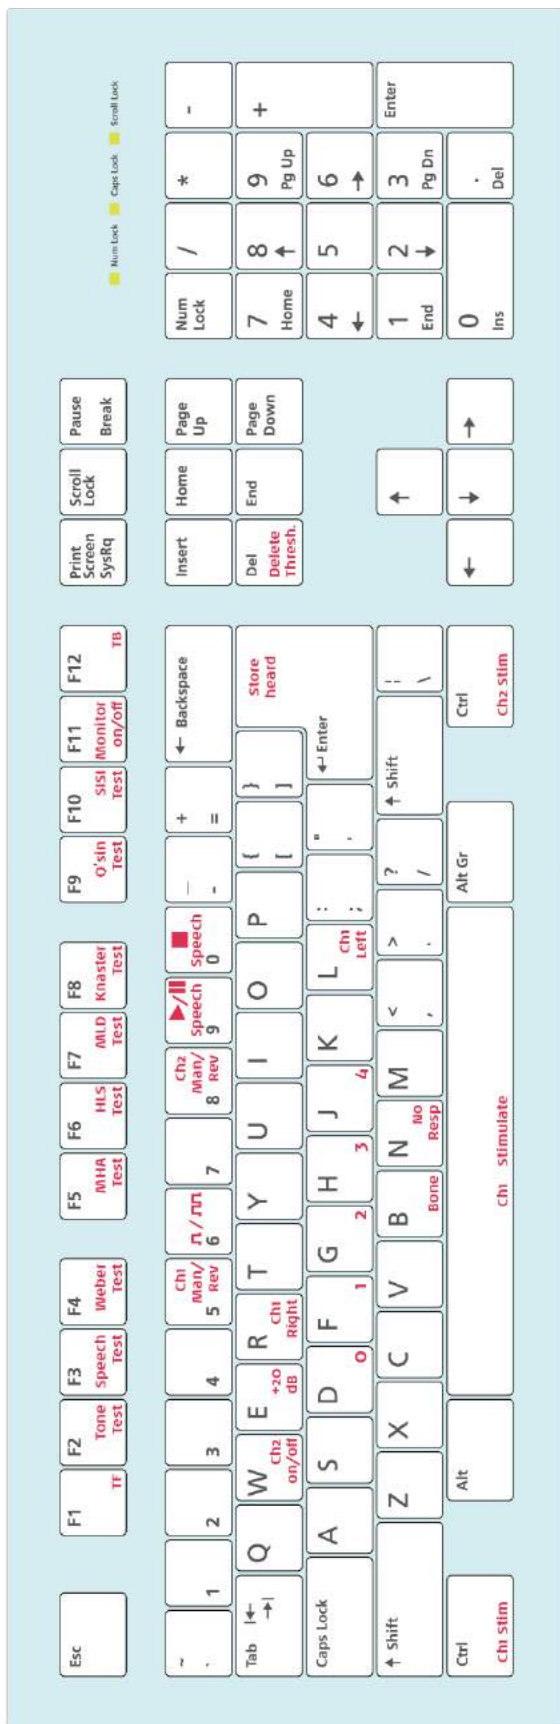 Esc
F1
TF
F2
Tone
Test
F3
Speech
Test
F4
Weber
Test
F5
MHA
Test
F6
HLS
Test
F7
MLD
Test
F8
Knaster
Test
F9
Q'sin
Test
F10
SISI
Test
F11
Monitor
on/off
F12
TB
Print
Screen
SysRq
Scroll
Lock
Pause
Break
Num Lock
Caps Lock
Scroll Lock
~
.
1
2
3
4
Ch1
Man/
5 Rev
6
7
Ch2
Man/
8 Rev
Speech
9
Speech
0
_
-
+
=
← Backspace
Insert
Home
Page
Up
Num
Lock
/
*
-
Tab
Q
W
Ch2
on/off
E
+20
dB
R
Ch1
Right
T
Y
U
I
O
P
{
[
}
]
Store
heard
↵ Enter
Del
Delete
Thresh.
End
Page
Down
7
Home
8
↑
9
Pg Up
+
Caps Lock
A
S
D
0
F
1
G
2
H
3
J
4
K
L
Ch1
Left
:
;
"
'
4
←
5
6
→
↑ Shift
Z
X
C
V
B
Bone
N
No
Resp
M
<
,
>
.
?
/
↑ Shift
¦
\
↑
1
End
2
↓
3
Pg Dn
Enter
Ctrl
Ch1 Stim
Alt
Ch1 Stimulate
Alt Gr
Ctrl
Ch2 Stim
←
↓
→
0
Ins
.
Del